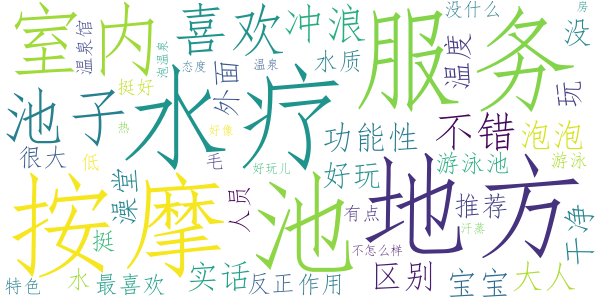 室内
温泉馆
喜欢
冲浪
没什么
没
房
池温泉
态度
温泉
水质
温度
服务
玩
挺好
外面
池子
水疗
热
好像
功能性
不错
泡泡
很大
低
毛
好玩儿
好玩
游泳池
游泳
按摩
澡堂
人员
池
有点
地方
推荐
干净
挺
不怎么样
汗蒸
特色
水
最喜欢
实话
反正
作用
区别
宝宝
大人